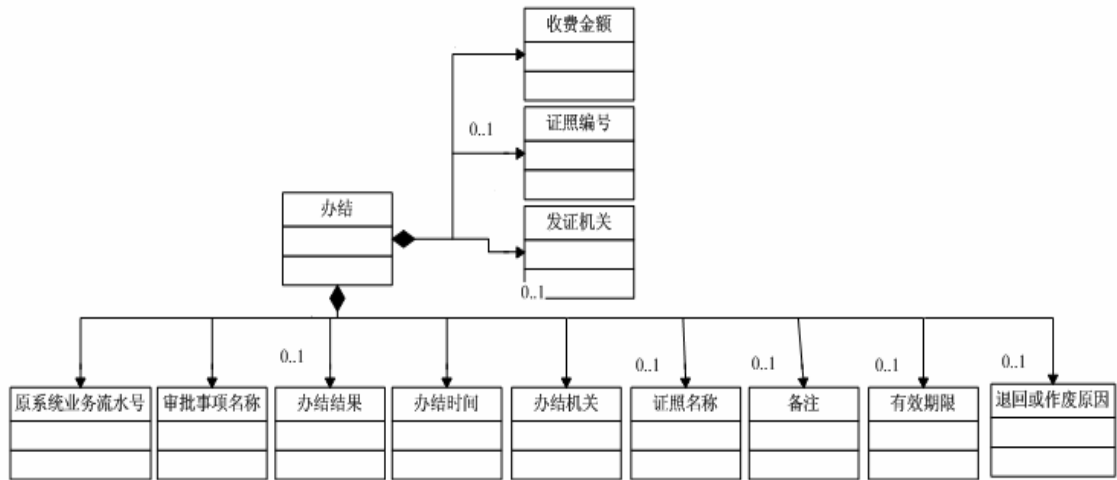 收费金额
0..1
证照编号
办结
发证机关
0..1
0..1
0..1
0..1
0..1
0..1
原系统业务流水号
审批事项名称
办结结果
办结时间
办结机关
证照名称
备注
有效期限
退回或作废原因